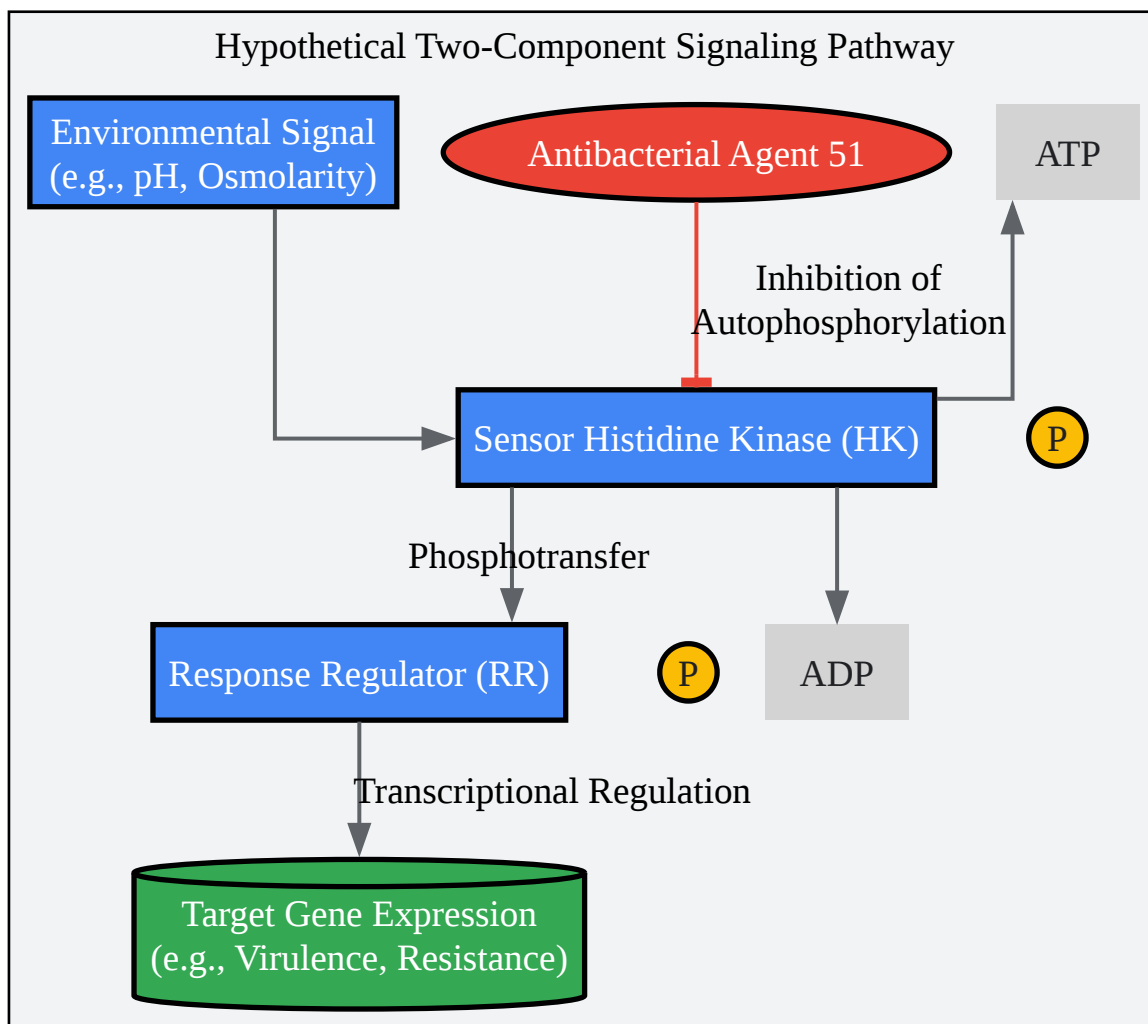 Hypothetical Two-Component Signaling Pathway
Environmental Signal
(e.g., pH, Osmolarity)
Antibacterial Agent 51
ATP
Inhibition of
Autophosphorylation
Sensor Histidine Kinase (HK)
P
Phosphotransfer
Response Regulator (RR)
P
ADP
Transcriptional Regulation
Target Gene Expression
(e.g., Virulence, Resistance)